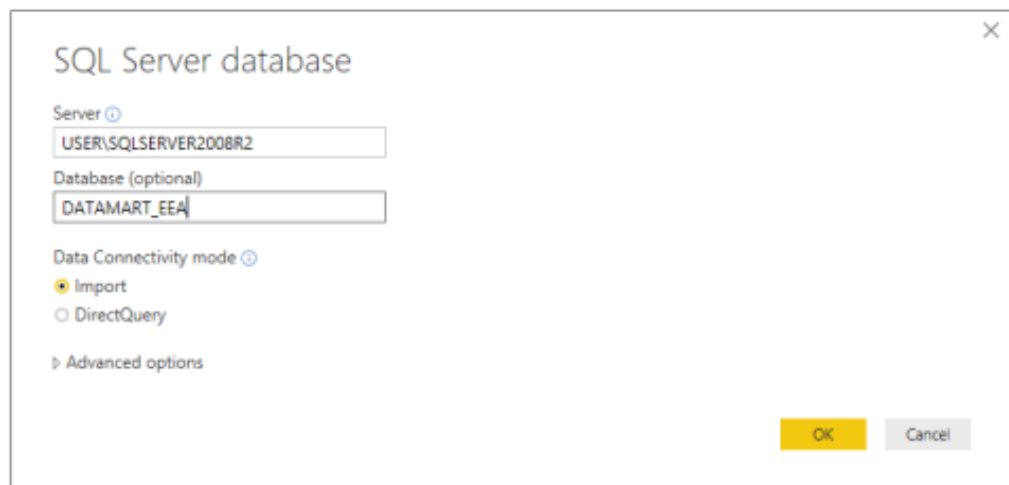 SQL Server database
Server
USER\SQLSERVER2008R2
Database (optional)
DATAMART_EEA
Data Connectivity mode
Import
DirectQuery
Advanced options
OK Cancel